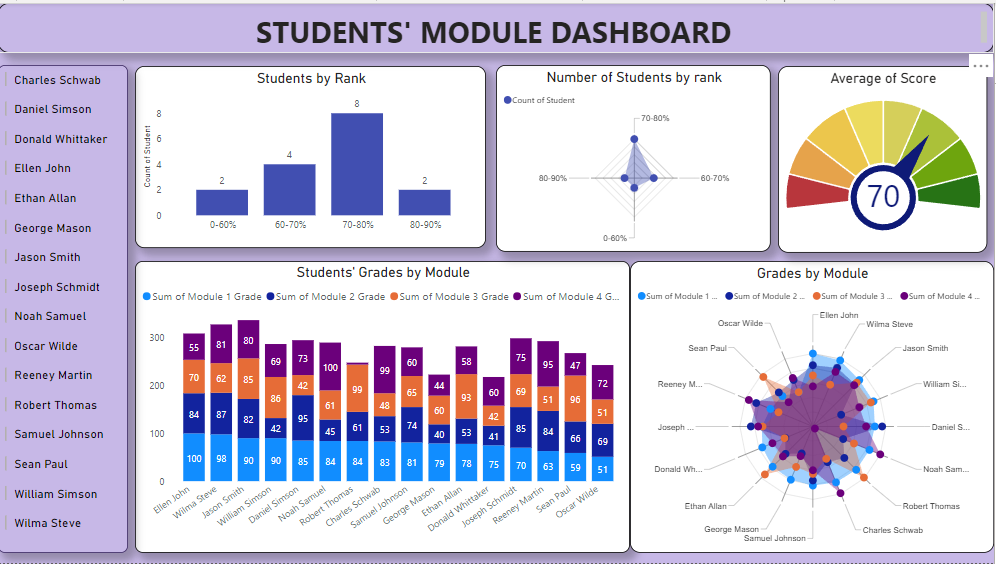 STUDENTS' MODULE DASHBOARD
Charles Schwab
Daniel Simson
Donald Whittaker
Ellen John
Ethan Allan
George Mason
Jason Smith
Joseph Schmidt
Noah Samuel
Oscar Wilde
Reeney Martin
Robert Thomas
Samuel Johnson
Sean Paul
William Simson
Wilma Steve
Students by Rank
Count of Student
8
6
4
2
0
2
4
8
2
0-60%
60-70%
70-80%
80-90%
Number of Students by rank
Count of Student
70-80%
80-90%
60-70%
0-60%
Average of Score
70
Students' Grades by Module
Sum of Module 1 Grade
Sum of Module 2 Grade
Sum of Module 3 Grade
Sum of Module 4 G...
300
200
100
0
55 81 80 69 73 100 99 60 44 58 60 75 95 47 72
70 62 85 86 42 61 99 48 65 60 93 42 69 51 96 51
84 87 82 42 95 45 61 53 74 40 53 41 85 84 66 69
100 98 90 90 85 84 84 83 81 79 78 75 70 63 59 51
Ellen John
Wilma Steve
Jason Smith
William Simson
Daniel Simson
Noah Samuel
Robert Thomas
Charles Schwab
Samuel Johnson
George Mason
Ethan Allan
Donald Whittaker
Joseph Schmidt
Reeney Martin
Sean Paul
Oscar Wilde
Grades by Module
Sum of Module 1 ...
Sum of Module 2 ...
Sum of Module 3 ...
Sum of Module 4 ...
Ellen John
Wilma Steve
Jason Smith
William Si...
Daniel S...
Noah Sam...
Robert Thomas
Charles Schwab
Samuel Johnson
George Mason
Ethan Allan
Donald Wh...
Joseph ...
Reeney M...
Sean Paul
Oscar Wilde